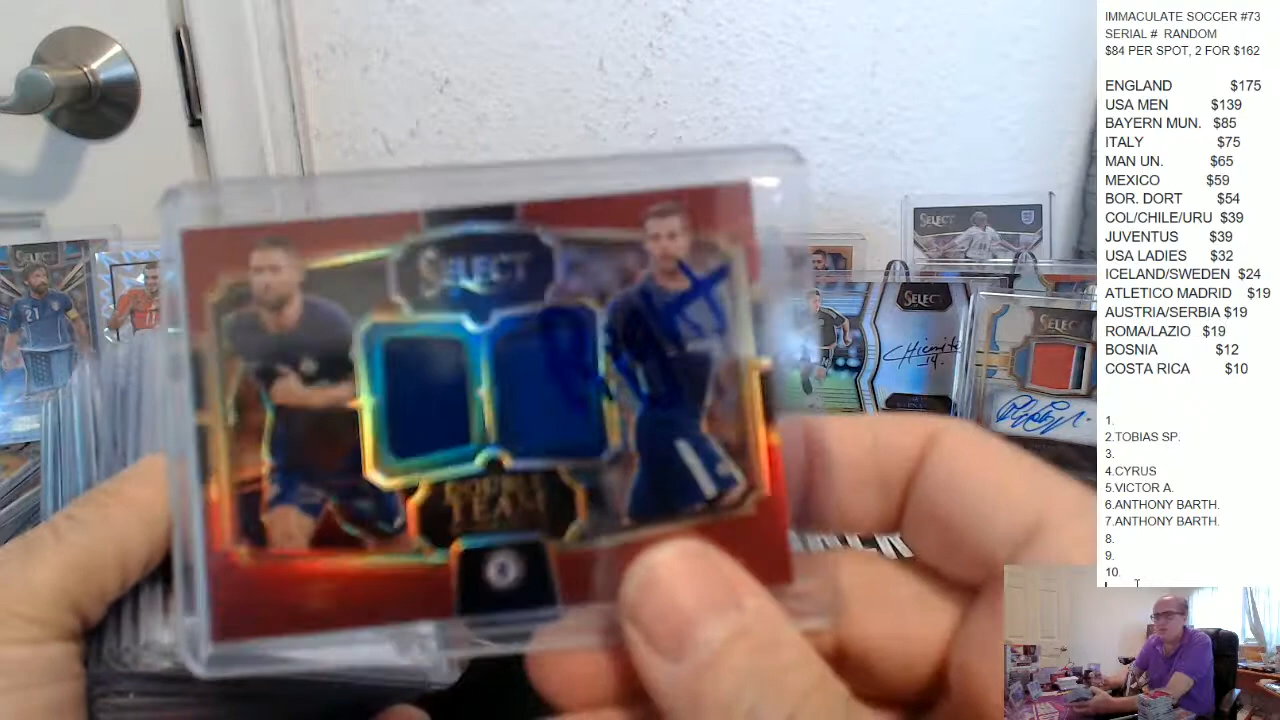 IMMACULATE SOCCER #73
SERIAL # RANDOM
$84 PER SPOT, 2 FOR $162
ENGLAND $175
USA MEN $139
BAYERN MUN. $85
ITALY $75
MAN UN. $65
MEXICO $59
BOR. DORT $54
COL/CHILE/URU $39
JUVENTUS $39
USA LADIES $32
ICELAND/SWEDEN $24
ATLETICO MADRID $19
AUSTRIA/SERBIA $19
ROMA/LAZIO $19
BOSNIA $12
COSTA RICA $10
1.
2.TOBIAS SP.
3.
4.CYRUS
5.VICTOR A.
6.ANTHONY BARTH.
7.ANTHONY BARTH.
8.
9.
10.
SELECT
TEAM
SELECT
SELECT
SELECT
SELECT
21